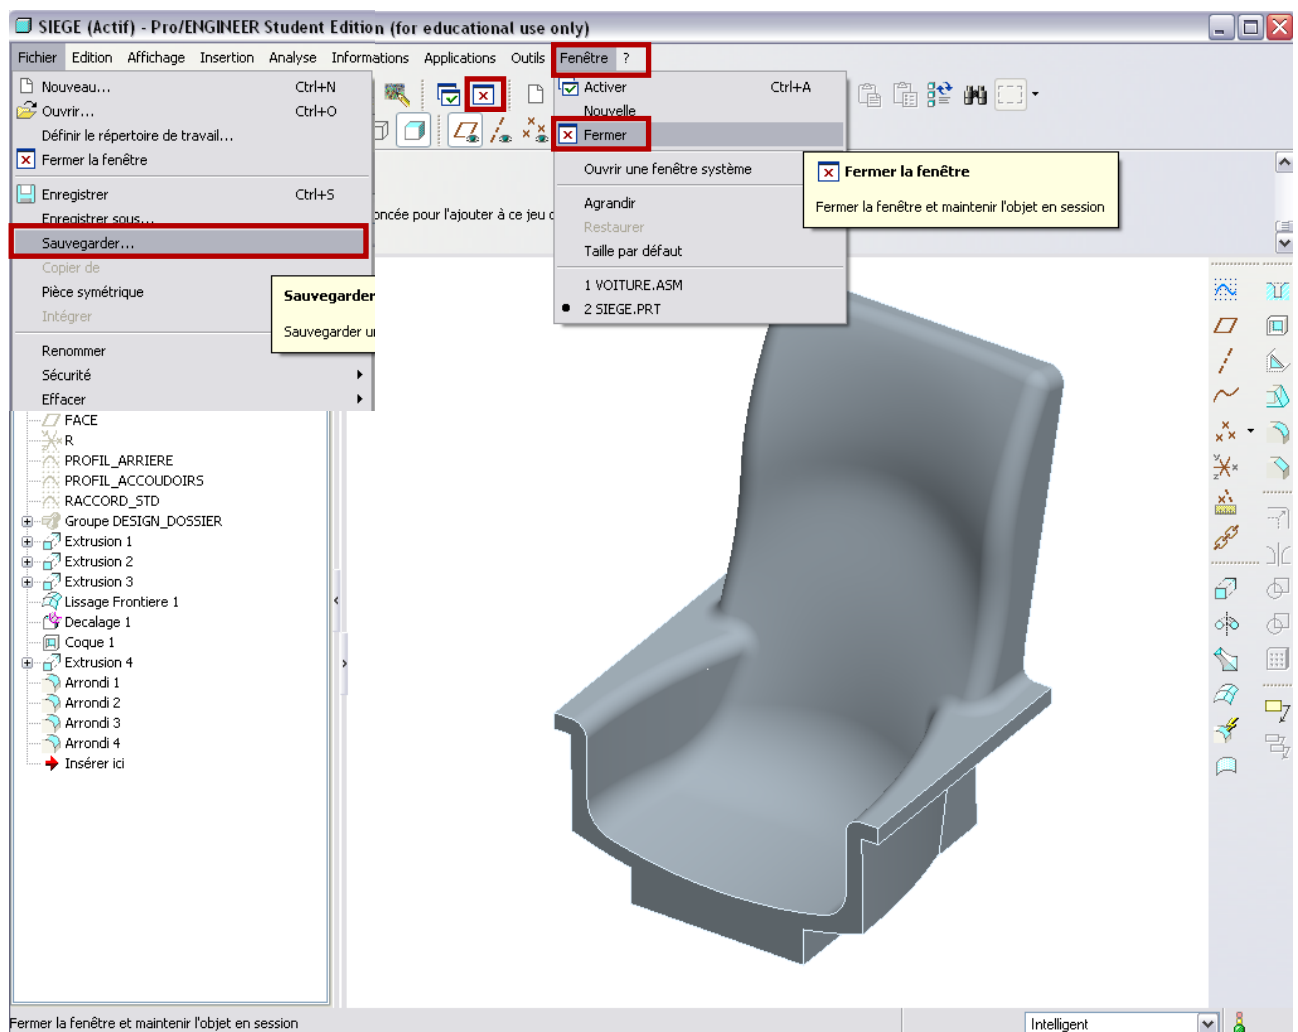 SIEGE (Actif) - Pro/ENGINEER Student Edition (for educational use only)
Fichier Edition Affichage Insertion Analyse Informations Applications Outils Fenêtre ?
Nouveau... Ctrl+N
Ouvrir... Ctrl+O
Définir le répertoire de travail...
Fermer la fenêtre
Enregistrer Ctrl+S
Enregistrer sous...
Sauvegarder...
Copier de
Pièce symétrique
Intégrer
Renommer
Sécurité
Effacer
Sauvegarder
Sauvegarder
oncée pour l'ajouter à ce jeu
Activer Ctrl+A
Nouvelle
Fermer
Ouvrir une fenêtre système
Agrandir
Restaurer
Taille par défaut
1 VOITURE.ASM
2 SIEGE.PRT
Fermer la fenêtre
Fermer la fenêtre et maintenir l'objet en session
FACE
R
PROFIL_ARRIERE
PROFIL_ACCOUDOIRS
RACCORD_STD
Groupe DESIGN_DOSSIER
Extrusion 1
Extrusion 2
Extrusion 3
Lissage Frontiere 1
Decalage 1
Coque 1
Extrusion 4
Arrondi 1
Arrondi 2
Arrondi 3
Arrondi 4
Insérer ici
Fermer la fenêtre et maintenir l'objet en session
Intelligent